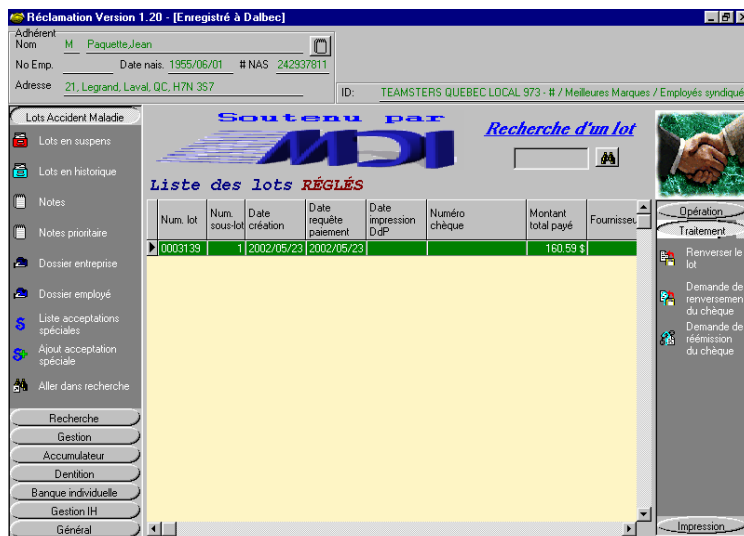 Réclamation Version 1.20 - [Enregistré à Dalbec]
Adhérent
Nom M Paquette,Jean
No Emp. Date nais. 1955/06/01 # NAS 242937811
Adresse 21, Legrand, Laval, QC, H7N 3S7
ID: TEAMSTERS QUEBEC LOCAL 973 - # / Meilleures Marques / Employés syndiqué
Lots Accident Maladie
Lots en suspens
Lots en historique
Notes
Notes prioritaire
Dossier entreprise
Dossier employé
Liste acceptations
spéciales
Ajout acceptation
spéciale
Aller dans recherche
Recherche
Gestion
Accumulateur
Dentition
Banque individuelle
Gestion IH
Général
Soutenu par
MDI
Recherche d'un lot
Liste des lots RÉGLÉS
Num. lot
Num.
sous-lot
Date
création
Date
requête
paiement
Date
impression
DdP
Numéro
chèque
Montant
total payé
Fournisseu
0003139 1 2002/05/23 2002/05/23 160.59 $
Opération
Traitement
Renverser le
lot
Demande de
renversemen
du chèque
Demande de
réémission
du chèque
Impression